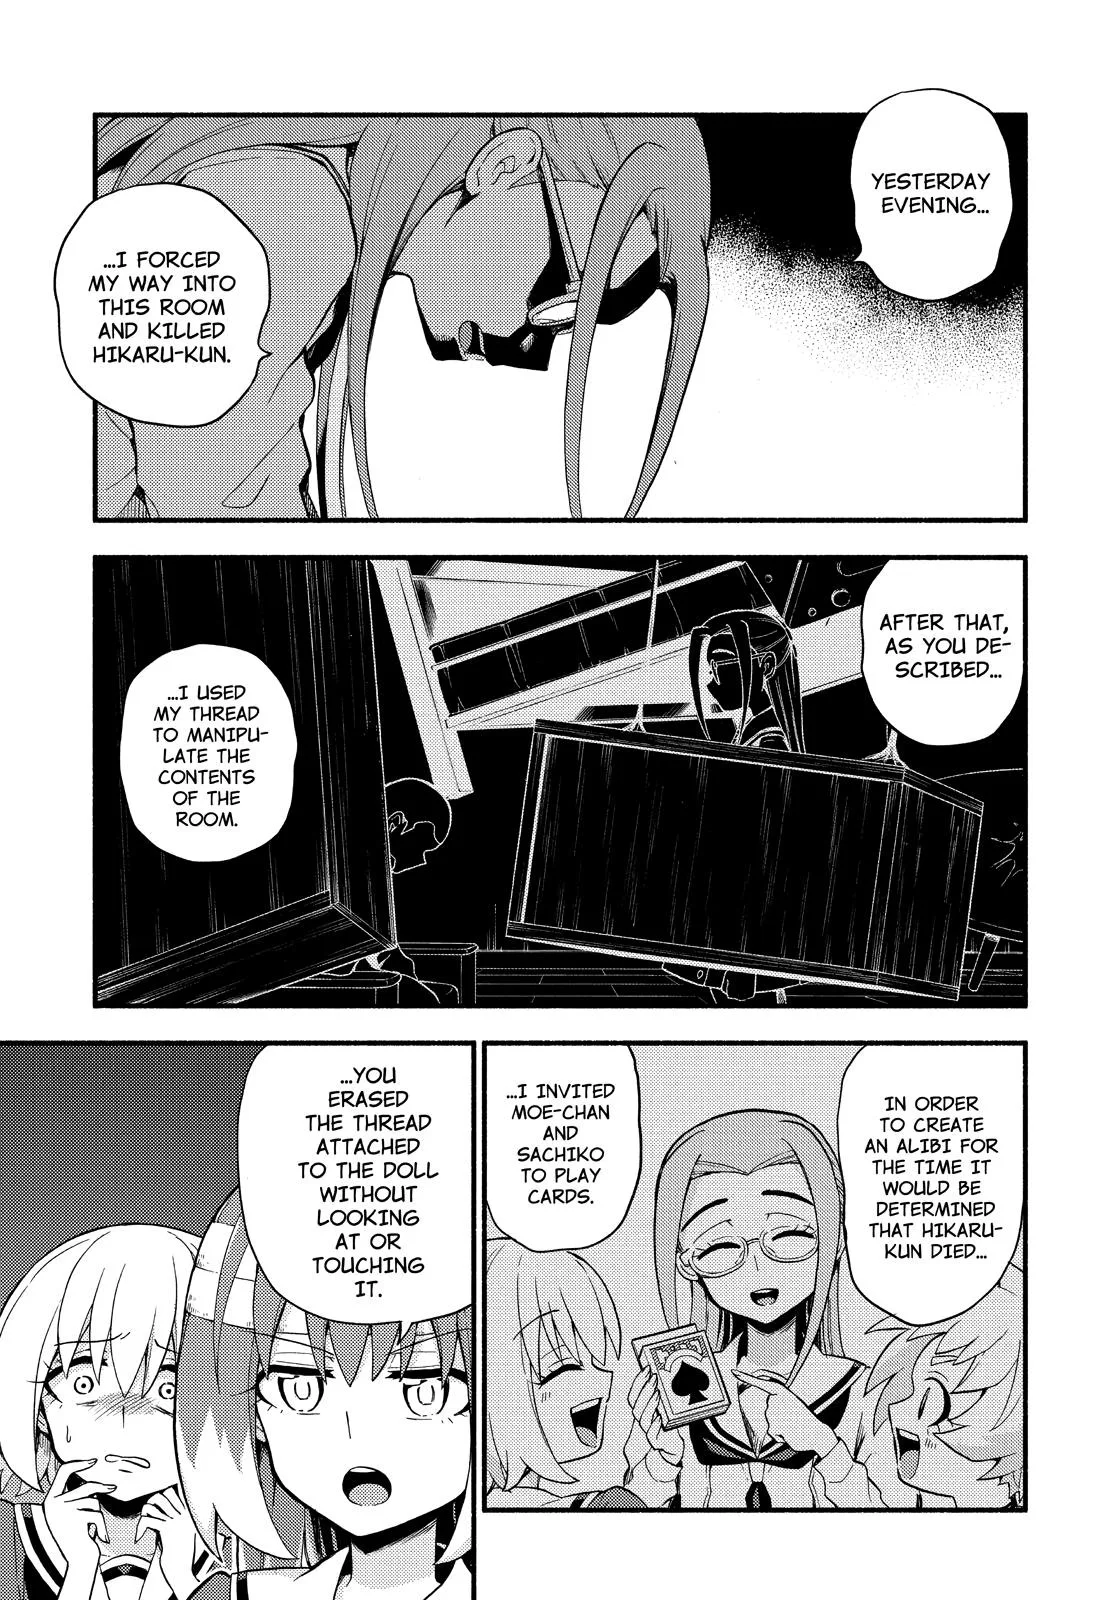 YESTERDAY
EVENING...
...I FORCED
MY WAY INTO
THIS ROOM
AND KILLED
HIKARU-KUN.
AFTER THAT,
AS YOU DE-
SCRIBED...
...I USED
MY THREAD
TO MANIPU-
LATE THE
CONTENTS
OF THE
ROOM.
IN ORDER
TO CREATE
AN ALIBI FOR
THE TIME IT
WOULD BE
DETERMINED
THAT HIKARU-
KUN DIED...
...I INVITED
MOE-CHAN
AND
SACHIKO
TO PLAY
CARDS.
...YOU
ERASED
THE THREAD
ATTACHED
TO THE DOLL
WITHOUT
LOOKING
AT OR
TOUCHING
IT.